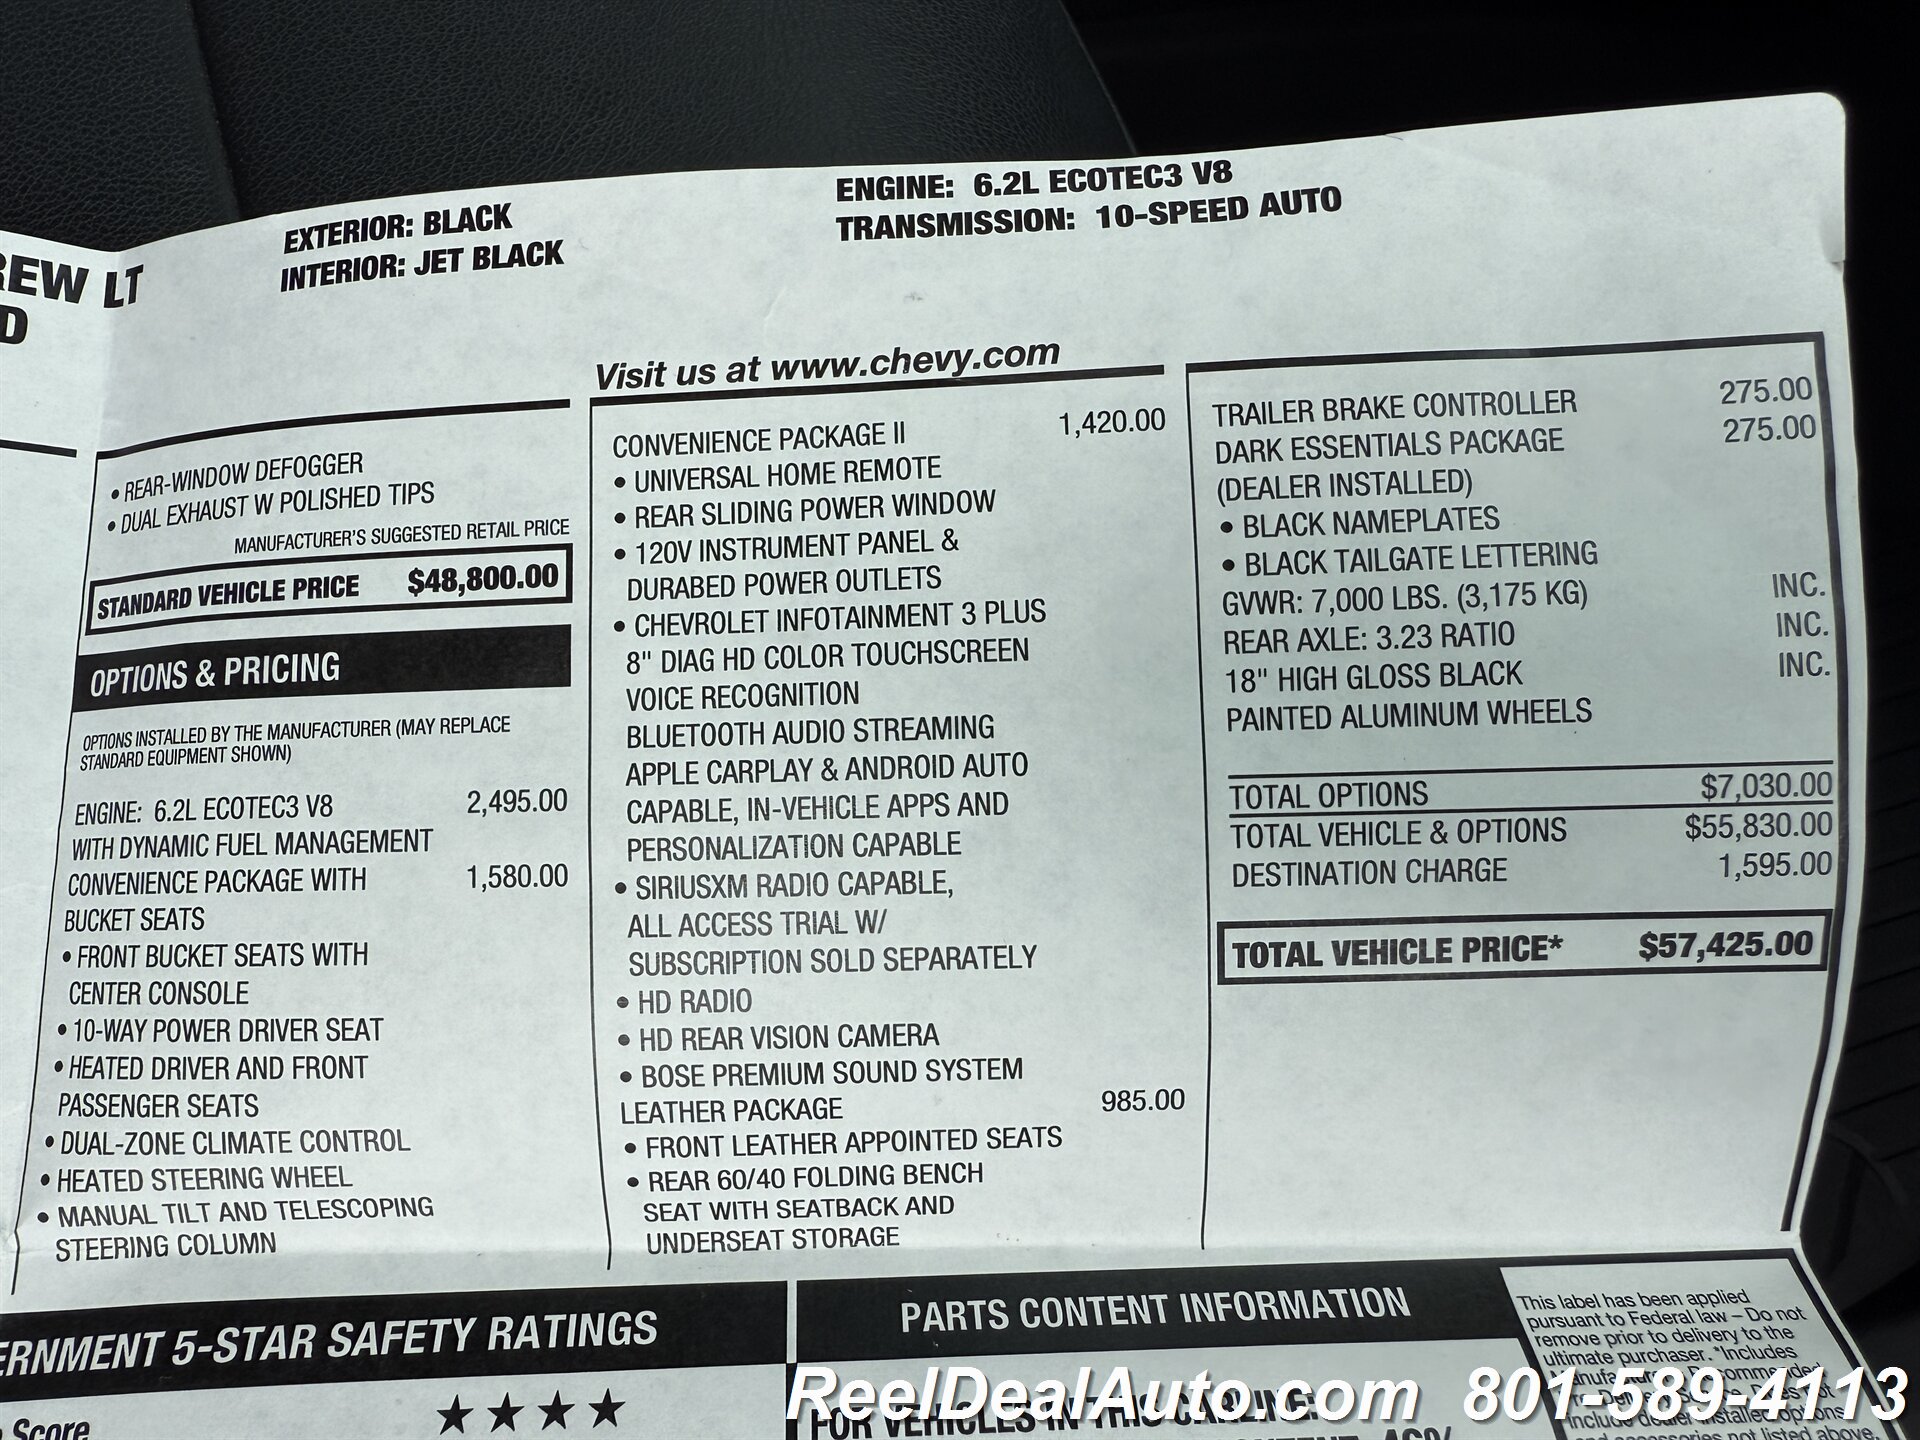 REW LT
D
EXTERIOR: BLACK
INTERIOR: JET BLACK
ENGINE: 6.2L ECOTEC3 V8
TRANSMISSION: 10-SPEED AUTO
Visit us at www.chevy.com
• REAR-WINDOW DEFOGGER
• DUAL EXHAUST W POLISHED TIPS
MANUFACTURER'S SUGGESTED RETAIL PRICE
STANDARD VEHICLE PRICE $48,800.00
OPTIONS & PRICING
OPTIONS INSTALLED BY THE MANUFACTURER (MAY REPLACE
STANDARD EQUIPMENT SHOWN)
ENGINE: 6.2L ECOTEC3 V8 2,495.00
WITH DYNAMIC FUEL MANAGEMENT
CONVENIENCE PACKAGE WITH 1,580.00
BUCKET SEATS
• FRONT BUCKET SEATS WITH
CENTER CONSOLE
• 10-WAY POWER DRIVER SEAT
• HEATED DRIVER AND FRONT
PASSENGER SEATS
• DUAL-ZONE CLIMATE CONTROL
• HEATED STEERING WHEEL
• MANUAL TILT AND TELESCOPING
STEERING COLUMN
CONVENIENCE PACKAGE II 1,420.00
• UNIVERSAL HOME REMOTE
• REAR SLIDING POWER WINDOW
• 120V INSTRUMENT PANEL &
DURABED POWER OUTLETS
• CHEVROLET INFOTAINMENT 3 PLUS
8" DIAG HD COLOR TOUCHSCREEN
VOICE RECOGNITION
BLUETOOTH AUDIO STREAMING
APPLE CARPLAY & ANDROID AUTO
CAPABLE, IN-VEHICLE APPS AND
PERSONALIZATION CAPABLE
• SIRIUSXM RADIO CAPABLE,
ALL ACCESS TRIAL W/
SUBSCRIPTION SOLD SEPARATELY
• HD RADIO
• HD REAR VISION CAMERA
• BOSE PREMIUM SOUND SYSTEM
LEATHER PACKAGE 985.00
• FRONT LEATHER APPOINTED SEATS
• REAR 60/40 FOLDING BENCH
SEAT WITH SEATBACK AND
UNDERSEAT STORAGE
TRAILER BRAKE CONTROLLER 275.00
DARK ESSENTIALS PACKAGE 275.00
(DEALER INSTALLED)
• BLACK NAMEPLATES
• BLACK TAILGATE LETTERING
GVWR: 7,000 LBS. (3,175 KG) INC.
REAR AXLE: 3.23 RATIO INC.
18" HIGH GLOSS BLACK INC.
PAINTED ALUMINUM WHEELS
TOTAL OPTIONS $7,030.00
TOTAL VEHICLE & OPTIONS $55,830.00
DESTINATION CHARGE 1,595.00
TOTAL VEHICLE PRICE* $57,425.00
ERNMENT 5-STAR SAFETY RATINGS
Score ★★★★
PARTS CONTENT INFORMATION
FOR VEHICLES IN THIS CARLINE:
This label has been applied
pursuant to Federal law – Do not
remove prior to delivery to the
ultimate purchaser. *Includes
ReelDealAuto.com 801-589-4113